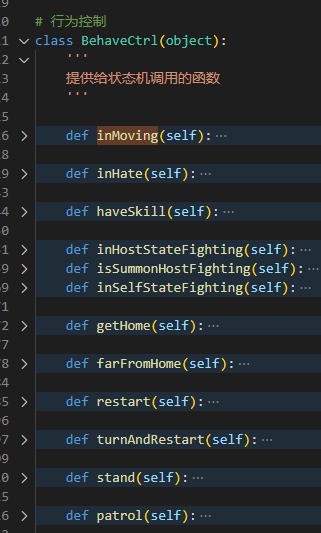 # 行为控制
class BehaveCtrl(object):
'''
提供给状态机调用的函数
'''
def inMoving(self):···
def inHate(self):···
def haveSkill(self):···
def inHostStateFighting(self):···
def isSummonHostFighting(self):···
def inSelfStateFighting(self):···
def getHome(self):···
def farFromHome(self):···
def restart(self):···
def turnAndRestart(self):···
def stand(self):···
def patrol(self):···